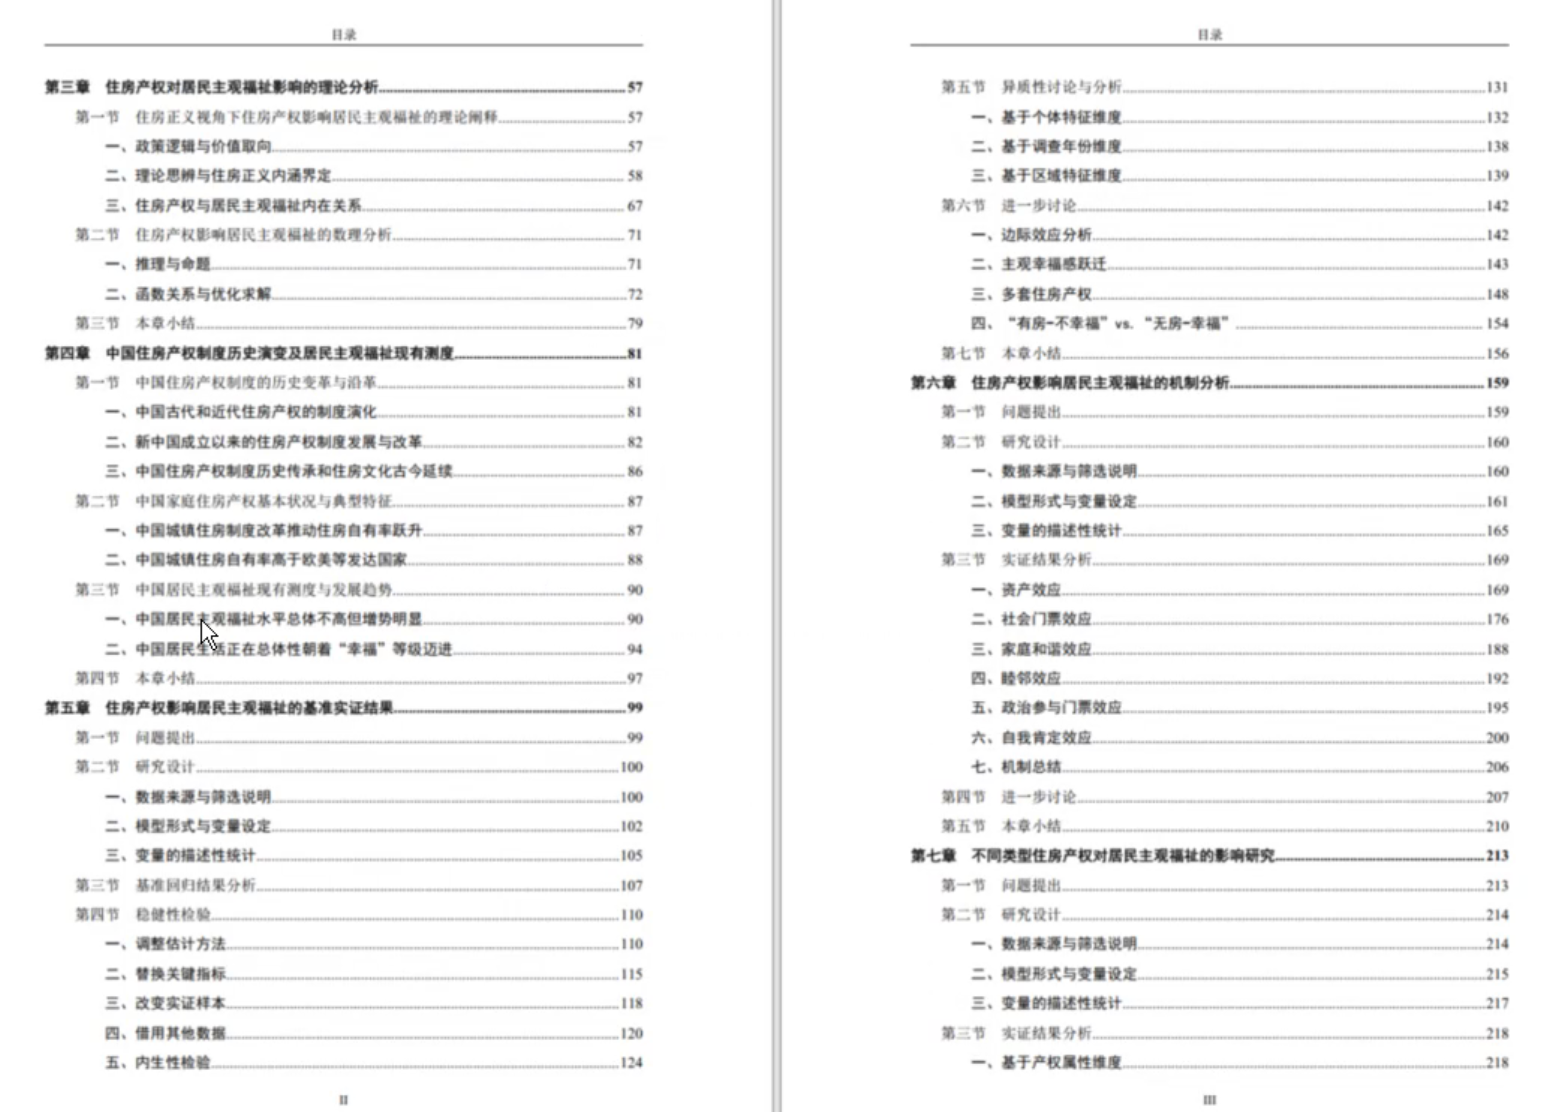 目录
第三章 住房产权对居民主观福祉影响的理论分析 57
第一节 住房正义视角下住房产权影响居民主观福祉的理论阐释 57
一、政策逻辑与价值取向 57
二、理论思辨与住房正义内涵界定 58
三、住房产权与居民主观福祉内在关系 67
第二节 住房产权影响居民主观福祉的数理分析 71
一、推理与命题 71
二、函数关系与优化求解 72
第三节 本章小结 79
第四章 中国住房产权制度历史演变及居民主观福祉现有测度 81
第一节 中国住房产权制度的历史变革与沿革 81
一、中国古代和近代住房产权的制度演化 81
二、新中国成立以来的住房产权制度发展与改革 82
三、中国住房产权制度历史传承和住房文化古今延续 86
第二节 中国家庭住房产权基本状况与典型特征 87
一、中国城镇住房制度改革推动住房自有率跃升 87
二、中国城镇住房自有率高于欧美等发达国家 88
第三节 中国居民主观福祉现有测度与发展趋势 90
一、中国居民主观福祉水平总体不高但增势明显 90
二、中国居民生活正在总体性朝着“幸福”等级迈进 94
第四节 本章小结 97
第五章 住房产权影响居民主观福祉的基准实证结果 99
第一节 问题提出 99
第二节 研究设计 100
一、数据来源与筛选说明 100
二、模型形式与变量设定 102
三、变量的描述性统计 105
第三节 基准回归结果分析 107
第四节 稳健性检验 110
一、调整估计方法 110
二、替换关键指标 115
三、改变实证样本 118
四、借用其他数据 120
五、内生性检验 124
II
目录
第五节 异质性讨论与分析 131
一、基于个体特征维度 132
二、基于调查年份维度 138
三、基于区域特征维度 139
第六节 进一步讨论 142
一、边际效应分析 142
二、主观幸福感跃迁 143
三、多套住房产权 148
四、“有房-不幸福”vs.“无房-幸福” 154
第七节 本章小结 156
第六章 住房产权影响居民主观福祉的机制分析 159
第一节 问题提出 159
第二节 研究设计 160
一、数据来源与筛选说明 160
二、模型形式与变量设定 161
三、变量的描述性统计 165
第三节 实证结果分析 169
一、资产效应 169
二、社会门票效应 176
三、家庭和谐效应 188
四、睦邻效应 192
五、政治参与门票效应 195
六、自我肯定效应 200
七、机制总结 206
第四节 进一步讨论 207
第五节 本章小结 210
第七章 不同类型住房产权对居民主观福祉的影响研究 213
第一节 问题提出 213
第二节 研究设计 214
一、数据来源与筛选说明 214
二、模型形式与变量设定 215
三、变量的描述性统计 217
第三节 实证结果分析 218
一、基于产权属性维度 218
III